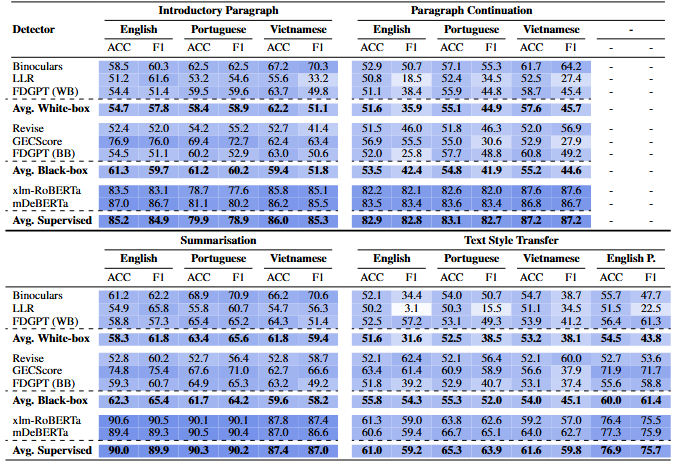 Introductory Paragraph Paragraph Continuation
Detector English Portuguese Vietnamese English Portuguese Vietnamese -
ACC F1 ACC F1 ACC F1 ACC F1 ACC F1 ACC F1 - -
Binoculars 58.5 60.3 62.5 62.5 67.2 70.3 52.9 50.7 57.1 55.3 61.7 64.2 - -
LLR 51.2 61.6 53.2 54.6 55.6 33.2 50.8 18.5 52.4 34.5 52.5 27.4 - -
FDGPT (WB) 54.4 51.4 59.5 59.6 63.7 49.8 51.1 38.4 55.9 44.9 58.7 45.4 - -
Avg. White-box 54.7 57.8 58.4 58.9 62.2 51.1 51.6 35.9 55.1 44.9 57.6 45.7 - -
Revise 52.4 52.0 54.2 55.2 52.7 41.4 51.5 46.0 51.8 46.3 52.0 56.9 - -
GECScore 76.9 76.0 69.4 72.7 62.4 63.4 56.9 55.5 55.0 30.6 52.9 27.9 - -
FDGPT (BB) 54.5 51.1 60.2 52.9 63.0 50.6 52.0 25.8 57.7 48.8 60.8 49.2 - -
Avg. Black-box 61.3 59.7 61.2 60.2 59.4 51.8 53.5 42.4 54.8 41.9 55.2 44.6 - -
xlm-RoBERTa 83.5 83.1 78.7 77.6 85.8 85.1 82.2 82.1 82.6 82.0 87.6 87.6 - -
mDeBERTa 87.0 86.7 81.1 80.2 86.2 85.5 83.5 83.4 83.6 83.4 86.8 86.7 - -
Avg. Supervised 85.2 84.9 79.9 78.9 86.0 85.3 82.9 82.8 83.1 82.7 87.2 87.2 - -
Summarisation Text Style Transfer
English Portuguese Vietnamese English Portuguese Vietnamese English P.
ACC F1 ACC F1 ACC F1 ACC F1 ACC F1 ACC F1 ACC F1
Binoculars 61.2 62.2 68.9 70.9 66.2 70.6 52.1 34.4 54.0 50.7 54.7 38.7 55.7 47.7
LLR 54.9 65.8 55.8 60.7 54.7 56.3 50.2 3.1 50.3 15.5 51.1 34.5 51.5 22.5
FDGPT (WB) 58.8 57.3 65.4 65.2 64.3 51.4 52.5 57.2 53.1 49.3 53.9 41.2 56.4 61.3
Avg. White-box 58.3 61.8 63.4 65.6 61.8 59.4 51.6 31.6 52.5 38.5 53.2 38.1 54.5 43.8
Revise 52.8 60.2 52.7 56.4 52.8 58.7 52.1 62.4 52.1 56.4 52.1 60.0 52.7 53.6
GECScore 74.8 75.4 67.6 71.0 62.7 66.6 63.4 61.4 60.9 58.9 56.6 37.9 71.9 71.7
FDGPT (BB) 59.3 60.7 64.9 65.3 63.2 49.2 51.8 39.2 52.9 40.7 53.1 37.4 55.6 58.8
Avg. Black-box 62.3 65.4 61.7 64.2 59.6 58.2 55.8 54.3 55.3 52.0 54.0 45.1 60.0 61.4
xlm-RoBERTa 90.6 90.5 90.1 90.1 87.8 87.4 61.3 59.0 63.8 62.6 59.2 57.0 76.4 75.5
mDeBERTa 89.4 89.3 90.5 90.4 87.0 86.6 60.6 59.4 66.7 65.1 64.0 62.7 77.3 75.9
Avg. Supervised 90.0 89.9 90.3 90.2 87.4 87.0 61.0 59.2 65.3 63.9 61.6 59.8 76.9 75.7